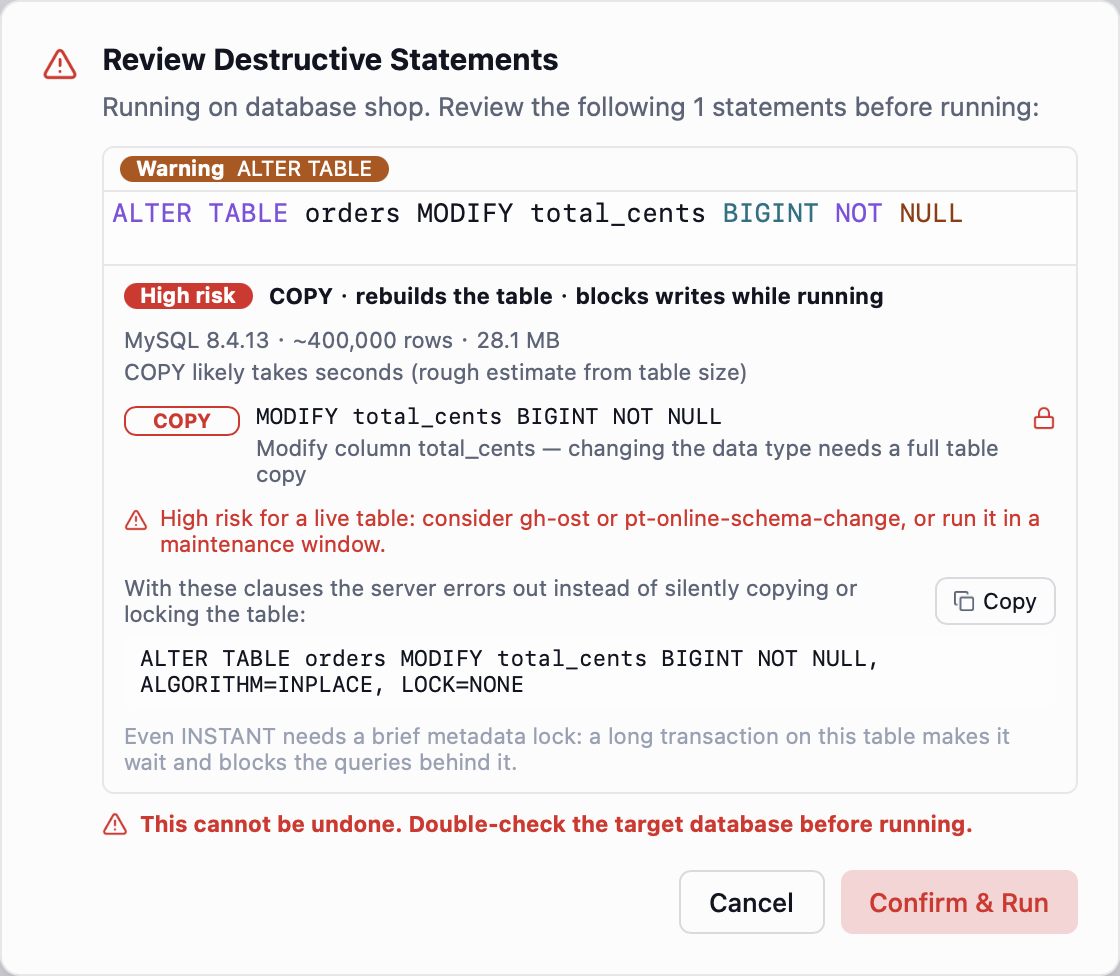 Review Destructive Statements
Running on database shop. Review the following 1 statements before running:
Warning ALTER TABLE
ALTER TABLE orders MODIFY total_cents BIGINT NOT NULL
High risk COPY · rebuilds the table · blocks writes while running
MySQL 8.4.13 · ~400,000 rows · 28.1 MB
COPY likely takes seconds (rough estimate from table size)
COPY MODIFY total_cents BIGINT NOT NULL
Modify column total_cents — changing the data type needs a full table
copy
High risk for a live table: consider gh-ost or pt-online-schema-change, or run it in a
maintenance window.
With these clauses the server errors out instead of silently copying or
locking the table:
Copy
ALTER TABLE orders MODIFY total_cents BIGINT NOT NULL,
ALGORITHM=INPLACE, LOCK=NONE
Even INSTANT needs a brief metadata lock: a long transaction on this table makes it
wait and blocks the queries behind it.
This cannot be undone. Double-check the target database before running.
Cancel
Confirm & Run